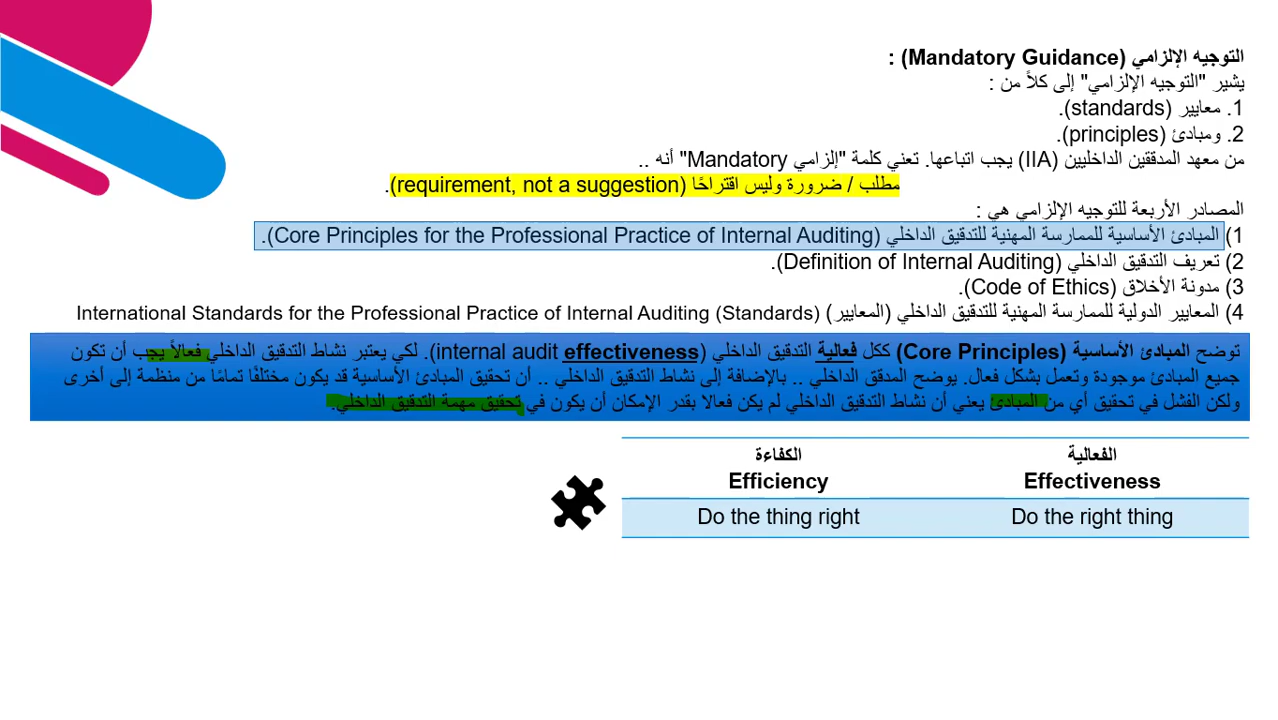 التوجيه الإلزامي (Mandatory Guidance) :
يشير "التوجيه الإلزامي" إلى كلاً من :
1. معايير (standards).
2. ومبادئ (principles).
من معهد المدققين الداخليين (IIA) يجب اتباعها. تعني كلمة "إلزامي Mandatory" أنه ..
مطلب / ضرورة وليس اقتراحًا (requirement, not a suggestion).
المصادر الأربعة للتوجيه الإلزامي هي :
1) المبادئ الأساسية للممارسة المهنية للتدقيق الداخلي (Core Principles for the Professional Practice of Internal Auditing).
2) تعريف التدقيق الداخلي (Definition of Internal Auditing).
3) مدونة الأخلاق (Code of Ethics).
4) المعايير الدولية للممارسة المهنية للتدقيق الداخلي (المعايير) International Standards for the Professional Practice of Internal Auditing (Standards)
توضح المبادئ الأساسية (Core Principles) ككل فعالية التدقيق الداخلي (internal audit effectiveness). لكي يعتبر نشاط التدقيق الداخلي فعالاً يجب أن تكون
جميع المبادئ موجودة وتعمل بشكل فعال. يوضح المدقق الداخلي .. بالإضافة إلى نشاط التدقيق الداخلي .. أن تحقيق المبادئ الأساسية قد يكون مختلفًا تمامًا من منظمة إلى أخرى
ولكن الفشل في تحقيق أي من المبادئ يعني أن نشاط التدقيق الداخلي لم يكن فعالا بقدر الإمكان أن يكون في تحقيق مهمة التدقيق الداخلي.
الفعالية الكفاءة
Effectiveness Efficiency
Do the right thing Do the thing right